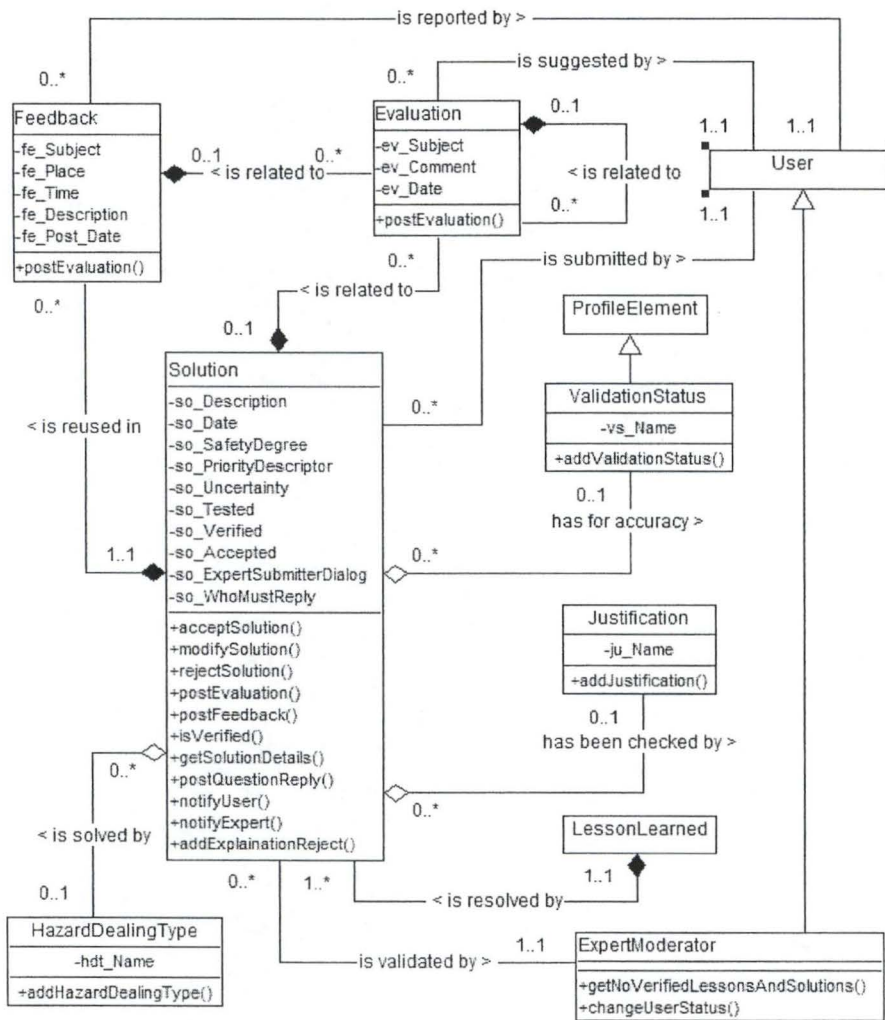 is reported by >
0..*
is suggested by >
0..*
0..1
1..1
1..1
Feedback
-fe_Subject
-fe_Place
-fe_Time
-fe_Description
-fe_Post_Date
+postEvaluation()
0..1
< is related to
0..*
Evaluation
-ev_Subject
-ev_Comment
-ev_Date
+postEvaluation()
< is related to
0..*
User
1..1
0..*
0..*
< is related to
is submitted by >
0..1
ProfileElement
Solution
-so_Description
-so_Date
-so_SafetyDegree
-so_PriorityDescriptor
-so_Uncertainty
-so_Tested
-so_Verified
-so_Accepted
-so_ExpertSubmitterDialog
-so_WhoMustReply
+acceptSolution()
+modifySolution()
+rejectSolution()
+postEvaluation()
+postFeedback()
+isVerified()
+getSolutionDetails()
+postQuestionReply()
+notifyUser()
+notifyExpert()
+addExplainationReject()
0..*
ValidationStatus
-vs_Name
+addValidationStatus()
< is reused in
0..1
has for accuracy >
1..1
0..*
Justification
-ju_Name
+addJustification()
0..1
has been checked by >
0..*
0..*
< is solved by
LessonLearned
0..*
1..*
1..1
< is resolved by
0..1
HazardDealingType
-hdt_Name
+addHazardDealingType()
is validated by >
1..1
ExpertModerator
+getNoVerifiedLessonsAndSolutions()
+changeUserStatus()